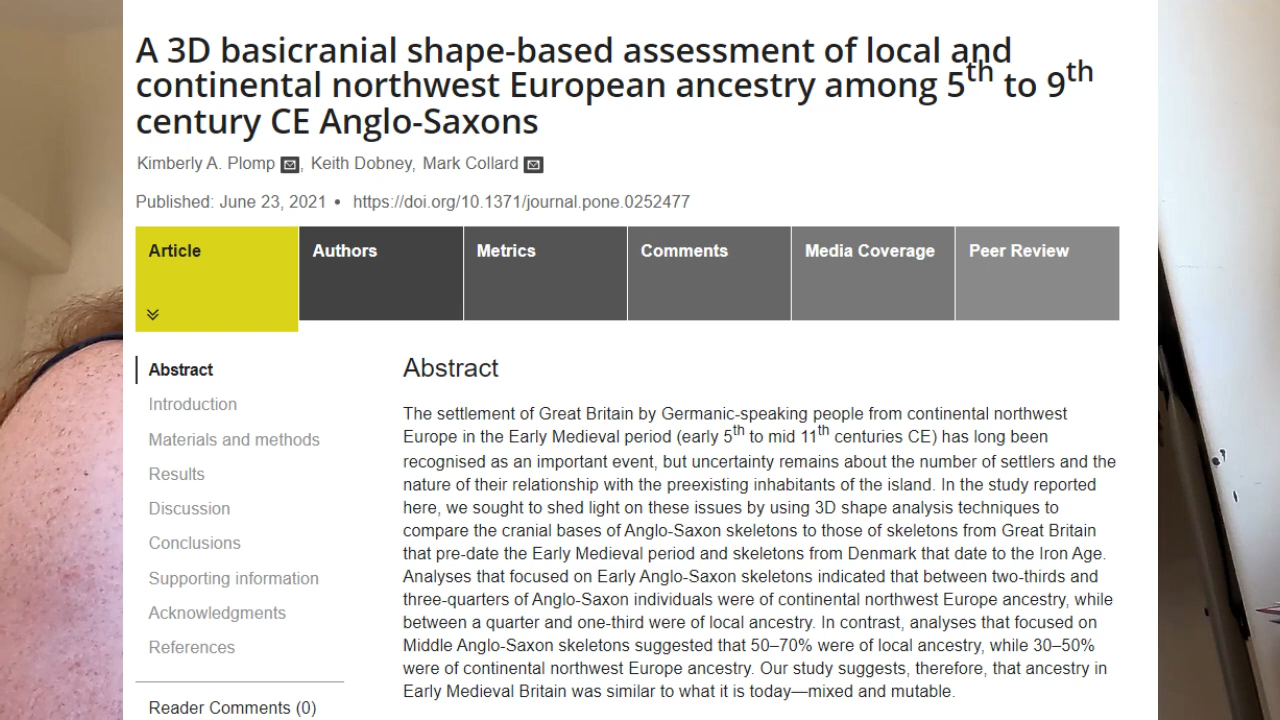 A 3D basicranial shape-based assessment of local and
continental northwest European ancestry among 5th to 9th
century CE Anglo-Saxons
Kimberly A. Plomp, Keith Dobney, Mark Collard
Published: June 23, 2021 • https://doi.org/10.1371/journal.pone.0252477
Article Authors Metrics Comments Media Coverage Peer Review
Abstract
Introduction
Materials and methods
Results
Discussion
Conclusions
Supporting information
Acknowledgments
References
Reader Comments (0)
Abstract
The settlement of Great Britain by Germanic-speaking people from continental northwest
Europe in the Early Medieval period (early 5th to mid 11th centuries CE) has long been
recognised as an important event, but uncertainty remains about the number of settlers and the
nature of their relationship with the preexisting inhabitants of the island. In the study reported
here, we sought to shed light on these issues by using 3D shape analysis techniques to
compare the cranial bases of Anglo-Saxon skeletons to those of skeletons from Great Britain
that pre-date the Early Medieval period and skeletons from Denmark that date to the Iron Age.
Analyses that focused on Early Anglo-Saxon skeletons indicated that between two-thirds and
three-quarters of Anglo-Saxon individuals were of continental northwest Europe ancestry, while
between a quarter and one-third were of local ancestry. In contrast, analyses that focused on
Middle Anglo-Saxon skeletons suggested that 50–70% were of local ancestry, while 30–50%
were of continental northwest Europe ancestry. Our study suggests, therefore, that ancestry in
Early Medieval Britain was similar to what it is today—mixed and mutable.